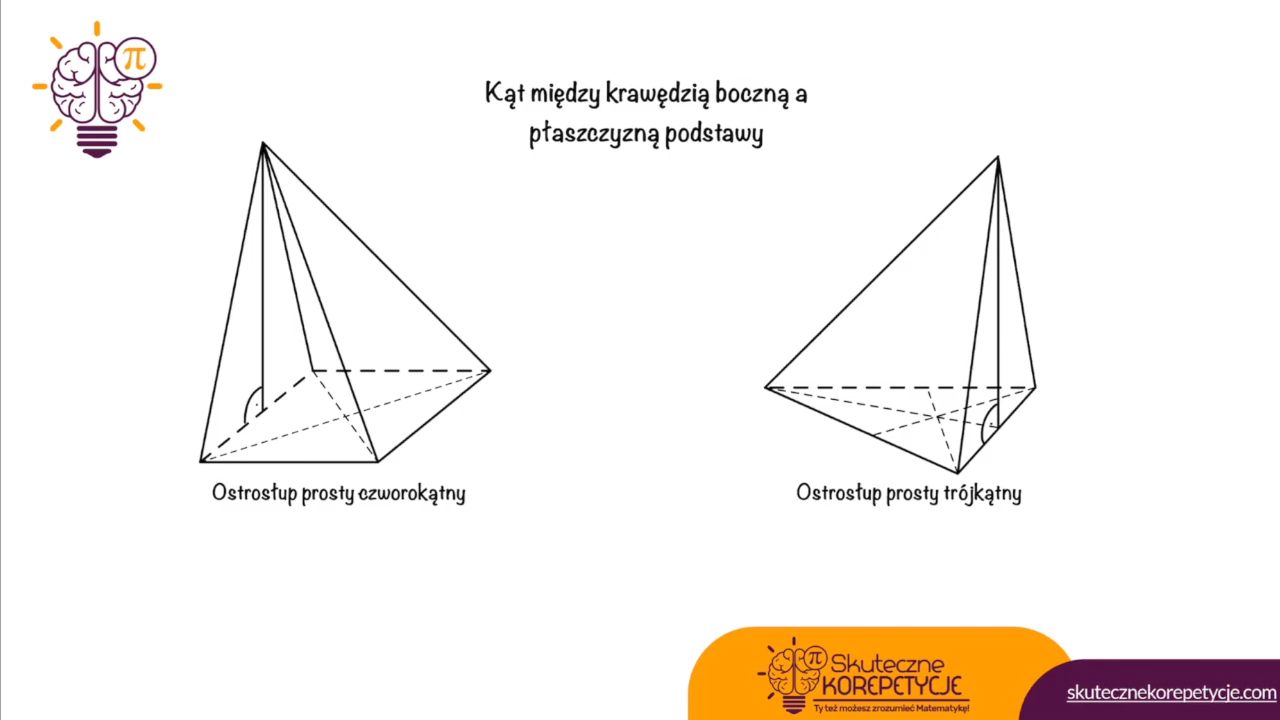 π
Kąt między krawędzią boczną a
płaszczyzną podstawy
Ostrosłup prosty czworokątny
Ostrosłup prosty trójkątny
π
Skuteczne
KOREPETYCJE
Ty też możesz zrozumieć Matematykę!
skutecznekorepetycje.com